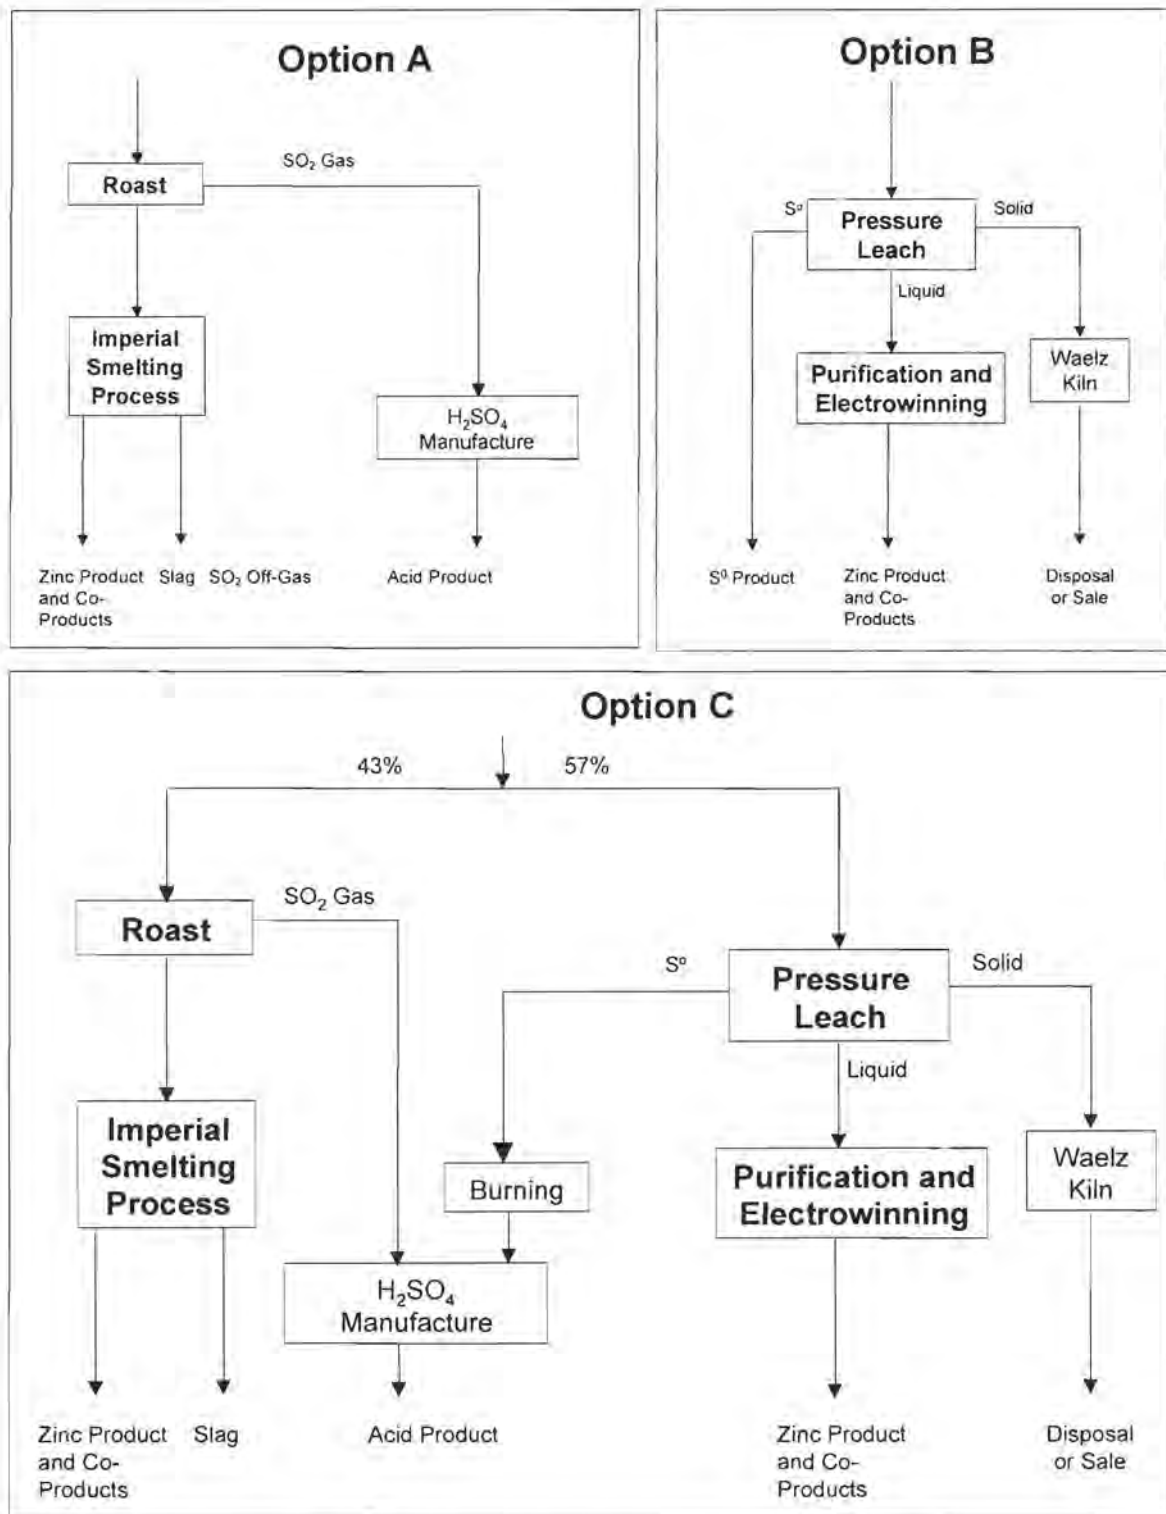 Option A
SO₂ Gas
Roast
Imperial
Smelting
Process
H₂SO₄
Manufacture
Zinc Product
and Co-
Products
Slag
SO₂ Off-Gas
Acid Product
Option B
Sº
Pressure
Leach
Solid
Liquid
Purification and
Electrowinning
Waelz
Kiln
S⁰ Product
Zinc Product
and Co-
Products
Disposal
or Sale
Option C
43%
57%
SO₂ Gas
Roast
Sº
Pressure
Leach
Solid
Liquid
Imperial
Smelting
Process
Burning
Purification and
Electrowinning
Waelz
Kiln
H₂SO₄
Manufacture
Zinc Product
and Co-
Products
Slag
Acid Product
Zinc Product
and Co-
Products
Disposal
or Sale